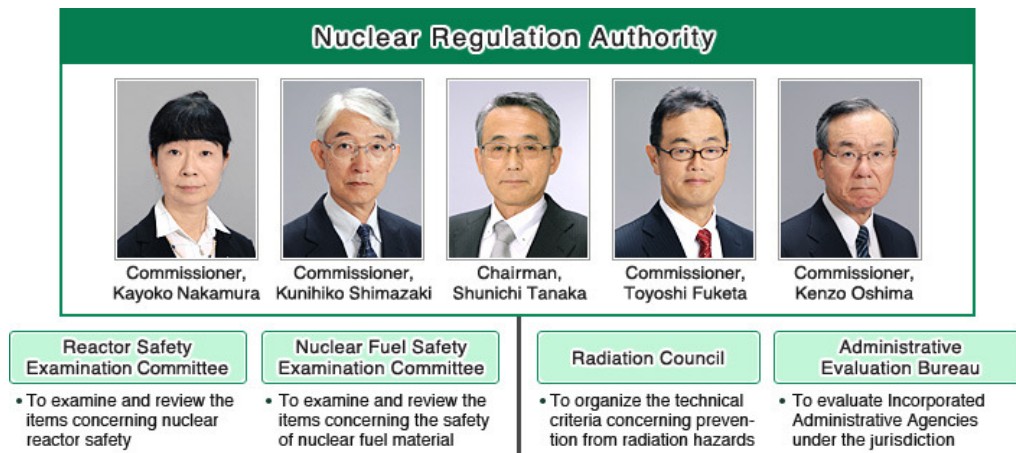 Nuclear Regulation Authority
Commissioner,
Kayoko Nakamura
Commissioner,
Kunihiko Shimazaki
Chairman,
Shunichi Tanaka
Commissioner,
Toyoshi Fuketa
Commissioner,
Kenzo Oshima
Reactor Safety
Examination Committee
• To examine and review the
items concerning nuclear
reactor safety
Nuclear Fuel Safety
Examination Committee
• To examine and review the
items concerning the safety
of nuclear fuel material
Radiation Council
• To organize the technical
criteria concerning preven-
tion from radiation hazards
Administrative
Evaluation Bureau
• To evaluate Incorporated
Administrative Agencies
under the jurisdiction